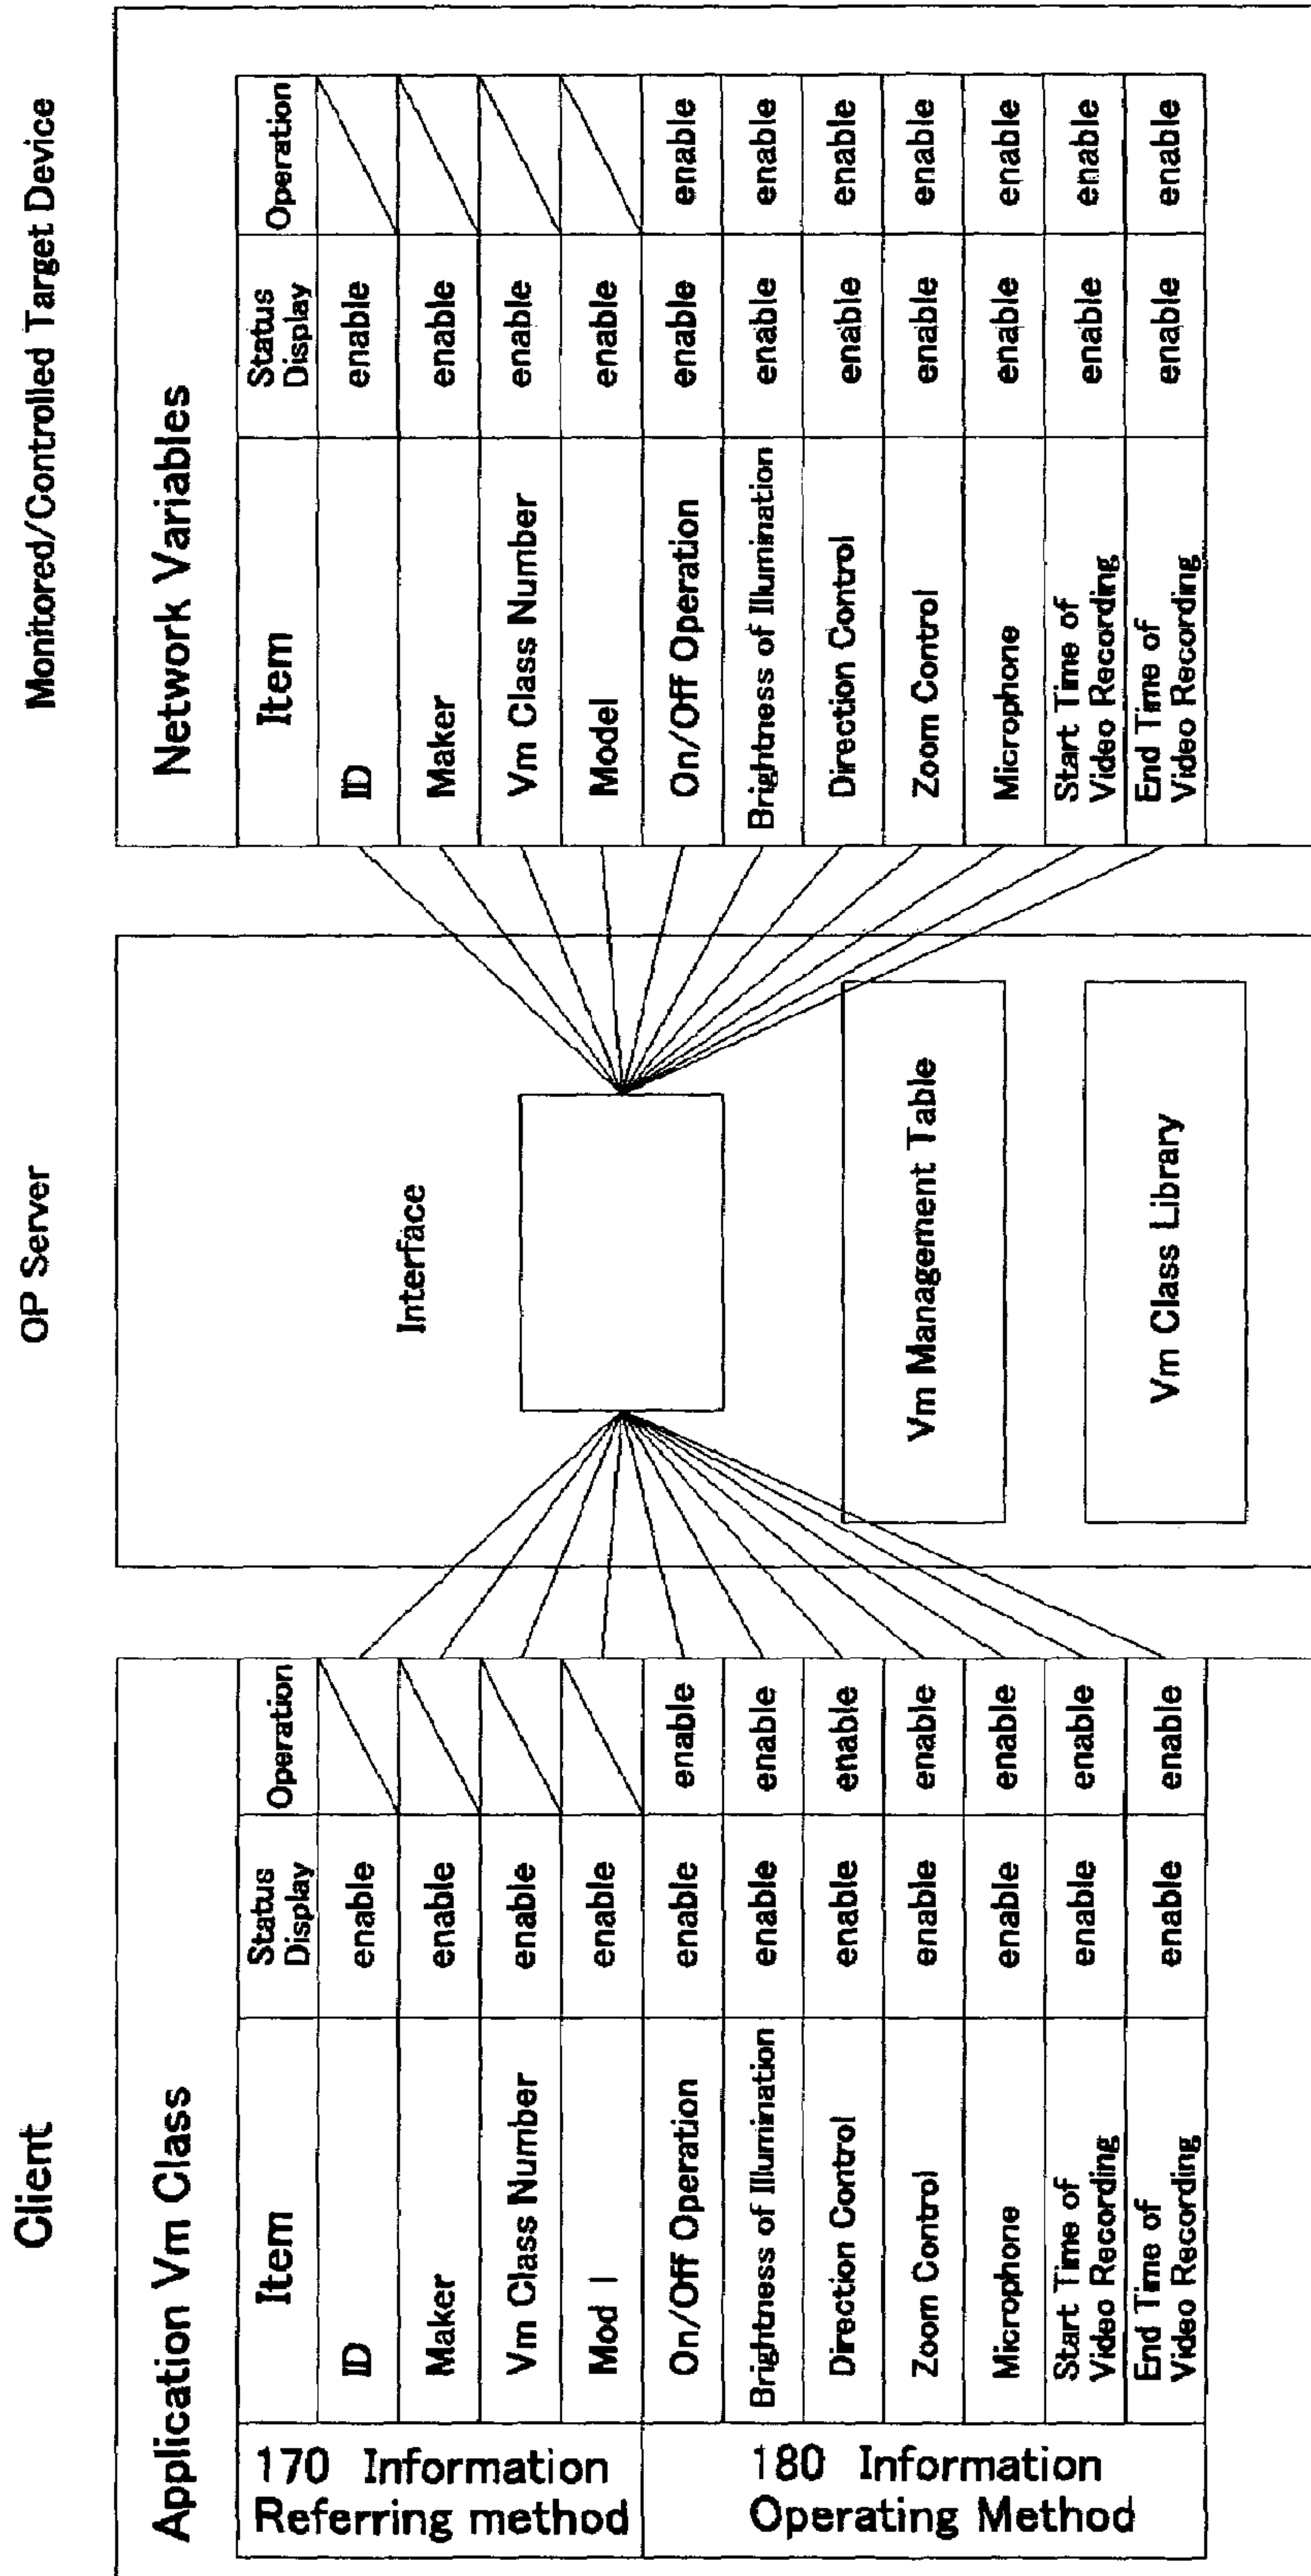 Client
Application Vm Class
Item Status Display Operation
170 Information Referring method
ID enable
Maker enable
Vm Class Number enable
Mod l enable
180 Information Operating Method
On/Off Operation enable enable
Brightness of Illumination enable enable
Direction Control enable enable
Zoom Control enable enable
Microphone enable enable
Start Time of Video Recording enable enable
End Time of Video Recording enable enable
OP Server
Interface
Vm Management Table
Vm Class Library
Monitored/Controlled Target Device
Network Variables
Item Status Display Operation
ID enable
Maker enable
Vm Class Number enable
Model enable
On/Off Operation enable enable
Brightness of Illumination enable enable
Direction Control enable enable
Zoom Control enable enable
Microphone enable enable
Start Time of Video Recording enable enable
End Time of Video Recording enable enable